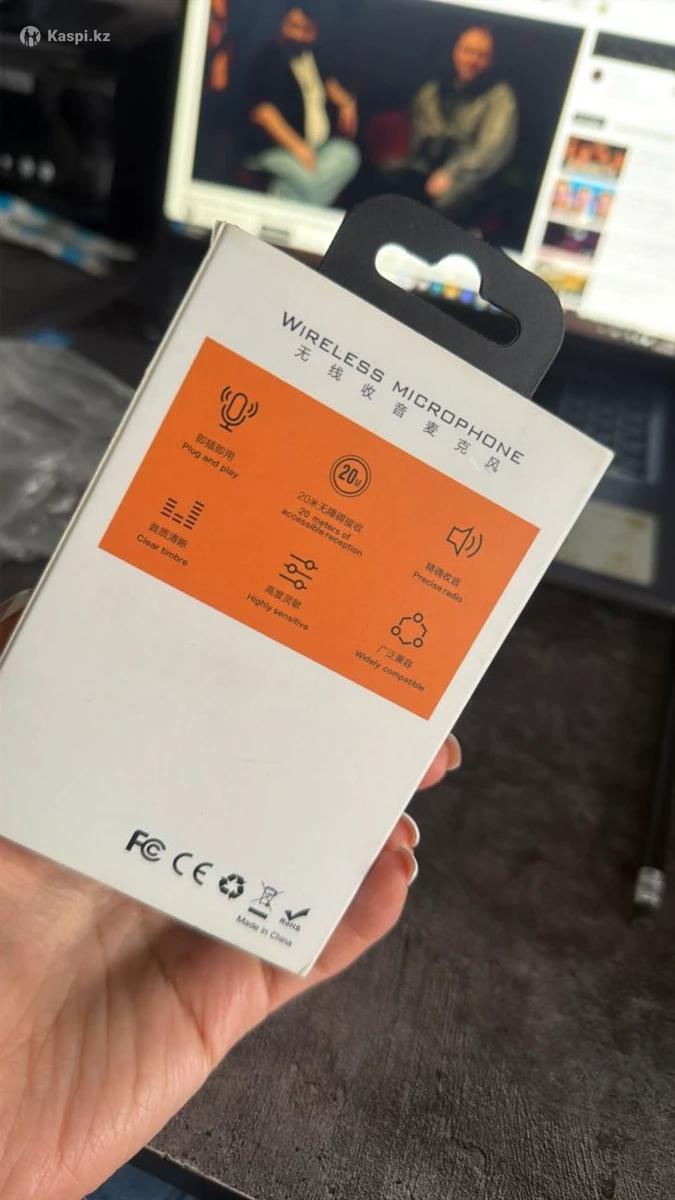 Kaspi.kz
WIRELESS MICROPHONE
无线收音麦克风
即插即用
Plug and play
20M
20米无障碍接收
20 meters of
accessible reception
精确收音
Precise radio
音质清晰
Clear timbre
高度灵敏
Highly sensitive
广泛兼容
Widely compatible
FC CE
RoHS
Made in China